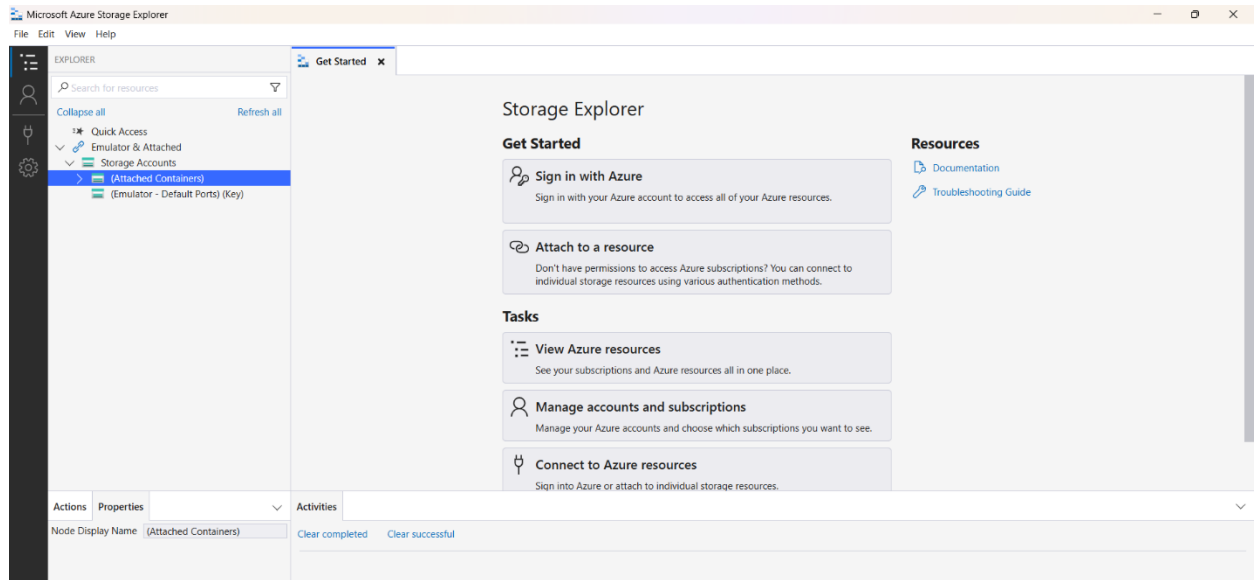 Microsoft Azure Storage Explorer
File Edit View Help
EXPLORER
Search for resources
Collapse all Refresh all
Quick Access
Emulator & Attached
Storage Accounts
(Attached Containers)
(Emulator - Default Ports) (Key)
Actions Properties
Node Display Name (Attached Containers)
Get Started
Storage Explorer
Get Started
Sign in with Azure
Sign in with your Azure account to access all of your Azure resources.
Attach to a resource
Don't have permissions to access Azure subscriptions? You can connect to
individual storage resources using various authentication methods.
Tasks
View Azure resources
See your subscriptions and Azure resources all in one place.
Manage accounts and subscriptions
Manage your Azure accounts and choose which subscriptions you want to see.
Connect to Azure resources
Sign into Azure or attach to individual storage resources.
Resources
Documentation
Troubleshooting Guide
Activities
Clear completed Clear successful